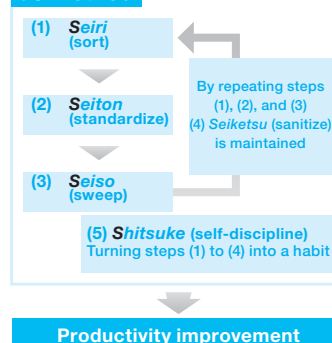 (1) Seiri
(sort)
(2) Seiton
(standardize)
(3) Seiso
(sweep)
By repeating steps
(1), (2), and (3)
(4) Seiketsu (sanitize)
is maintained
(5) Shitsuke (self-discipline)
Turning steps (1) to (4) into a habit
Productivity improvement